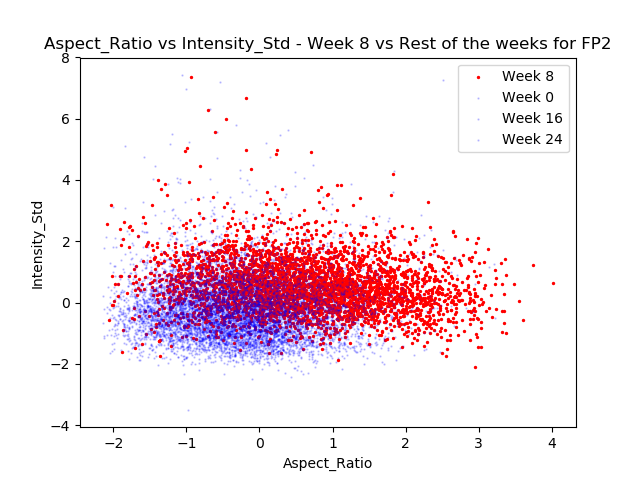 Aspect_Ratio vs Intensity_Std - Week 8 vs Rest of the weeks for FP2
8
6
4
2
0
−2
−4
Intensity_Std
Week 8
Week 0
Week 16
Week 24
−2
−1
0
1
2
3
4
Aspect_Ratio